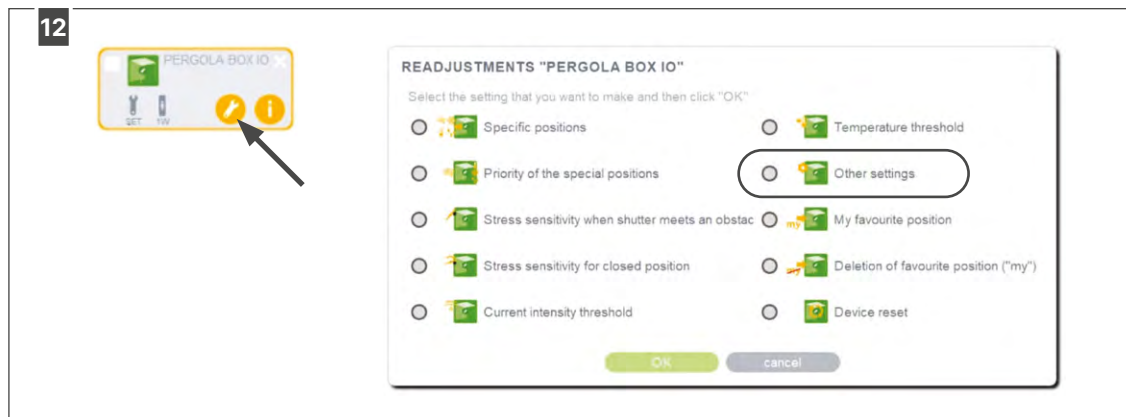 12
PERGOLA BOX IO
SET 1W
READJUSTMENTS "PERGOLA BOX IO"
Select the setting that you want to make and then click "OK"
Specific positions
Temperature threshold
Priority of the special positions
Other settings
Stress sensitivity when shutter meets an obstac
my
My favourite position
Stress sensitivity for closed position
my
Deletion of favourite position ("my")
Current intensity threshold
Device reset
OK
cancel